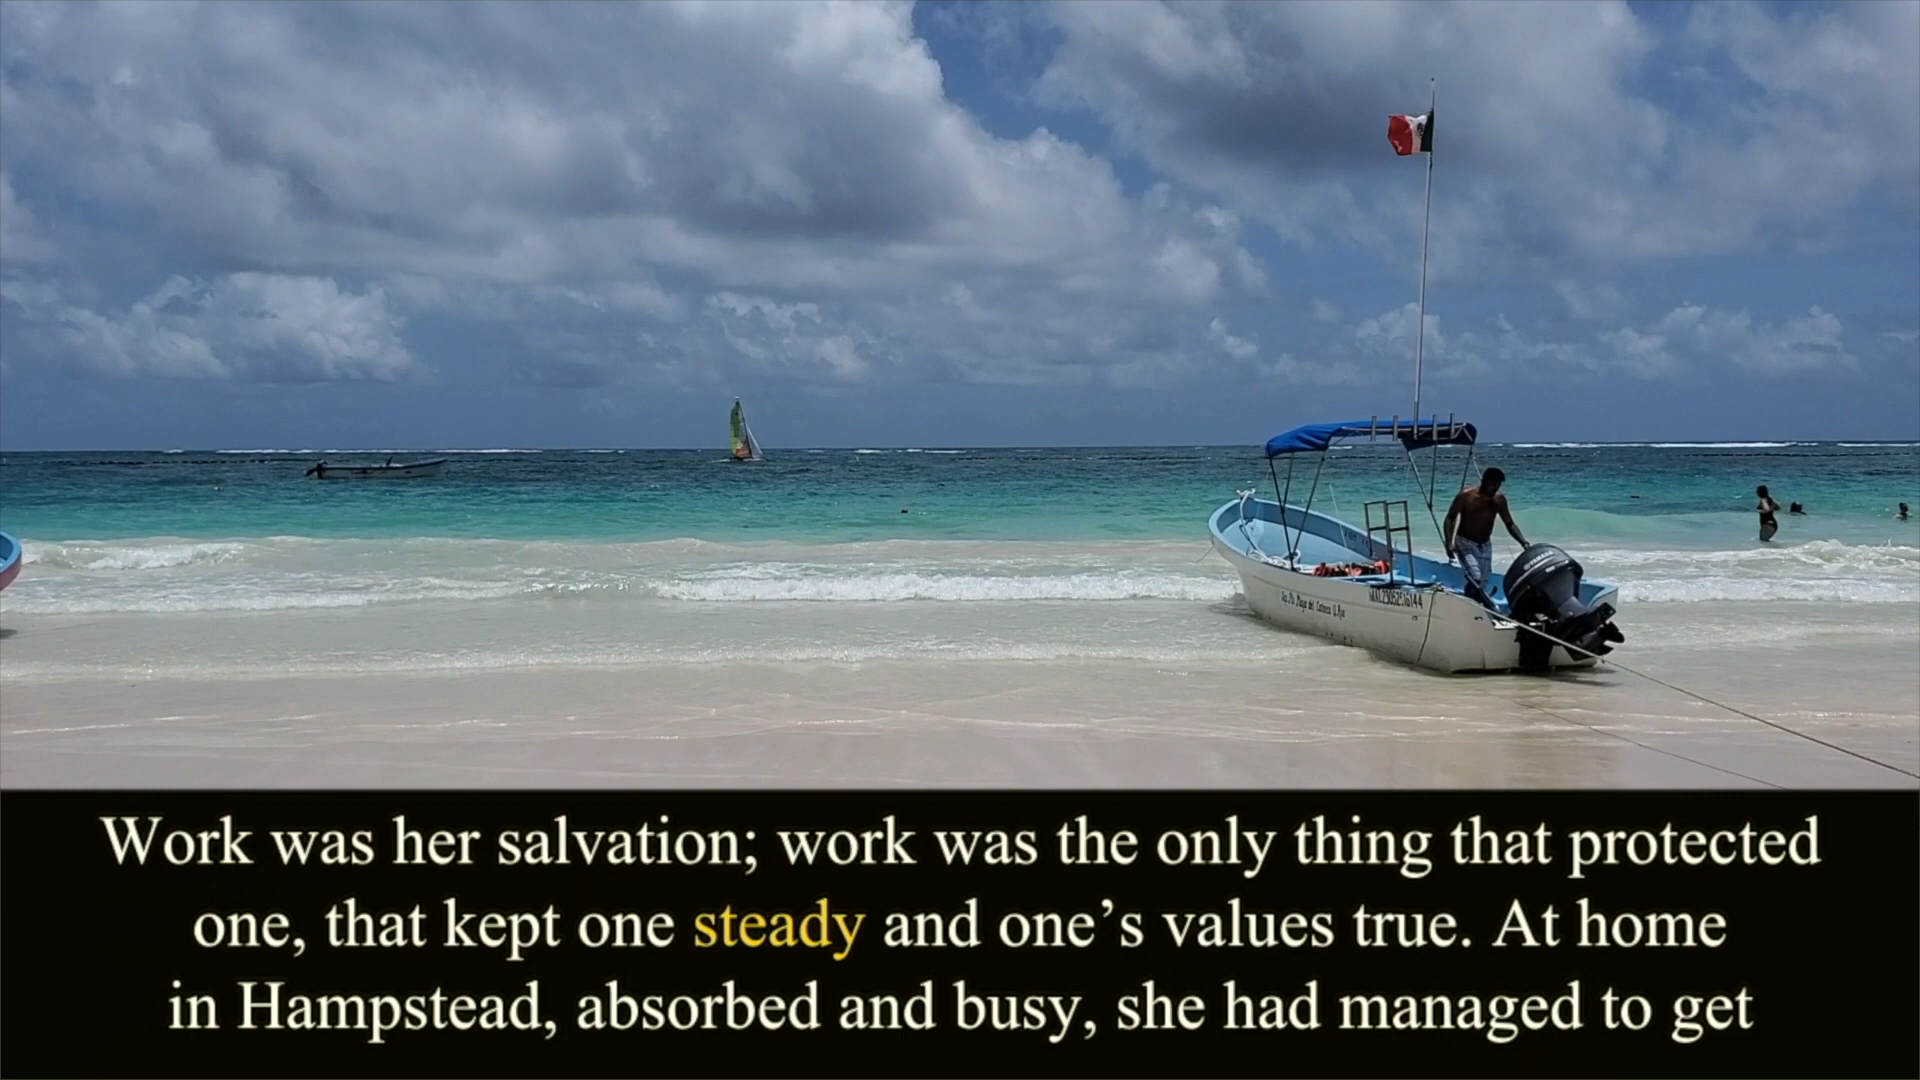 YAMAHA
Work was her salvation; work was the only thing that protected
one, that kept one steady and one’s values true. At home
in Hampstead, absorbed and busy, she had managed to get